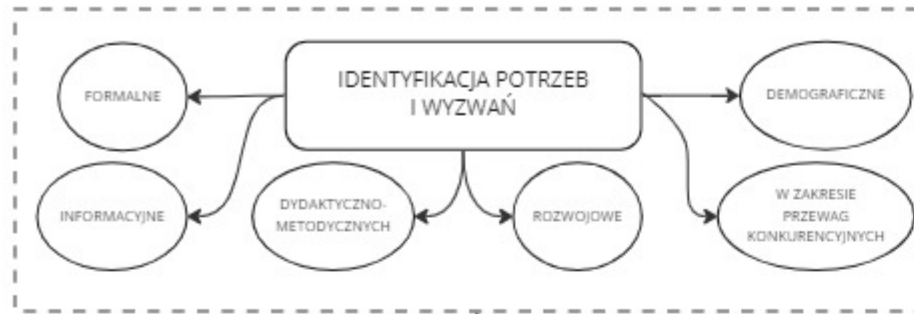 IDENTYFIKACJA POTRZEB
I WYZWAŃ
FORMALNE
DEMOGRAFICZNE
INFORMACYJNE
DYDAKTYCZNO-
METODYCZNYCH
ROZWOJOWE
W ZAKRESIE
PRZEWAG
KONKURENCYJNYCH